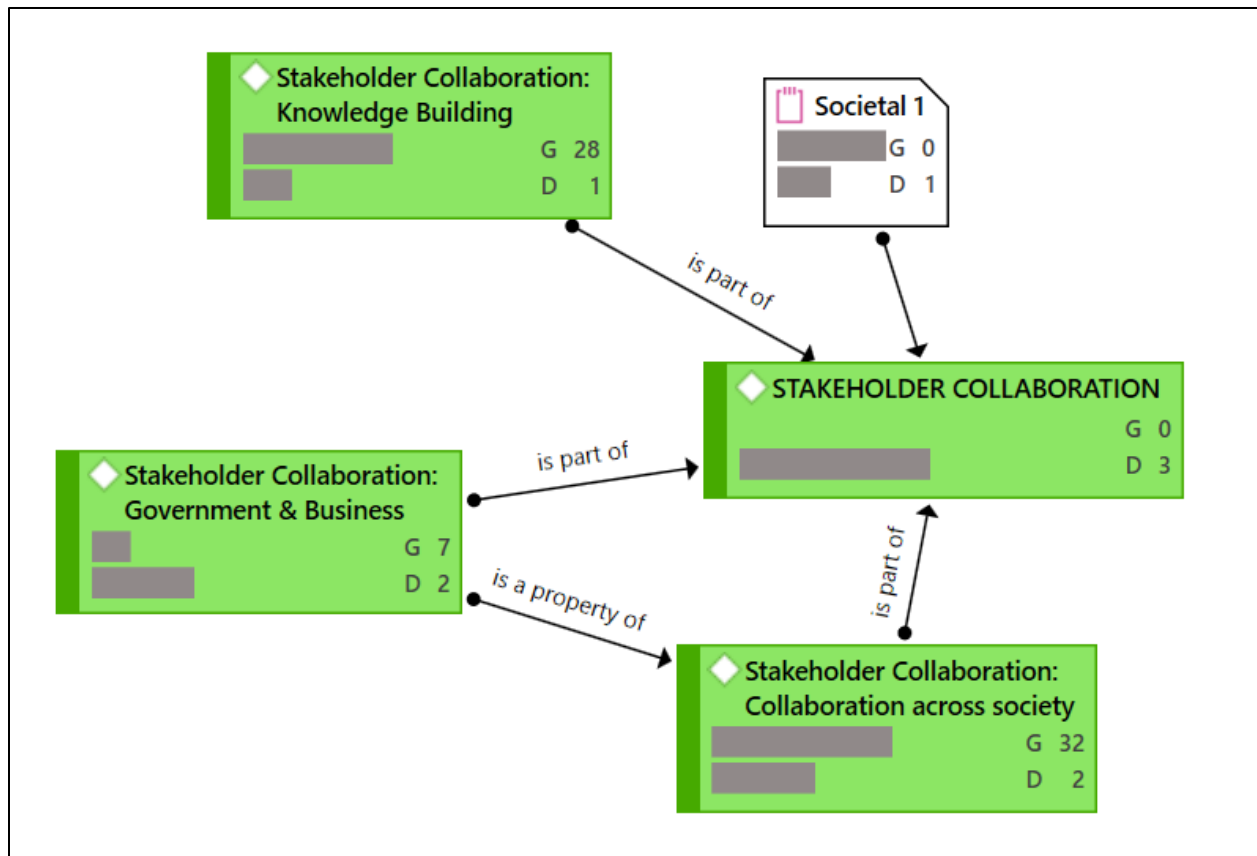 Stakeholder Collaboration:
Knowledge Building
G 28
D 1
Societal 1
G 0
D 1
is part of
STAKEHOLDER COLLABORATION
G 0
D 3
Stakeholder Collaboration:
Government & Business
G 7
D 2
is part of
is a property of
is part of
Stakeholder Collaboration:
Collaboration across society
G 32
D 2